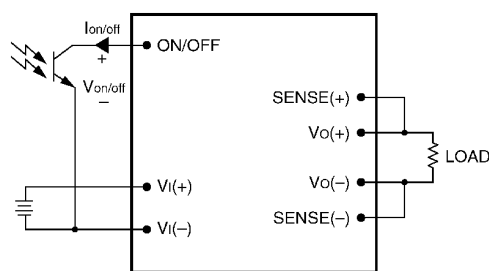 Ion/off
ON/OFF
+
Von/off
–
SENSE(+)
VO(+)
LOAD
VI(+)
VO(–)
VI(–)
SENSE(–)